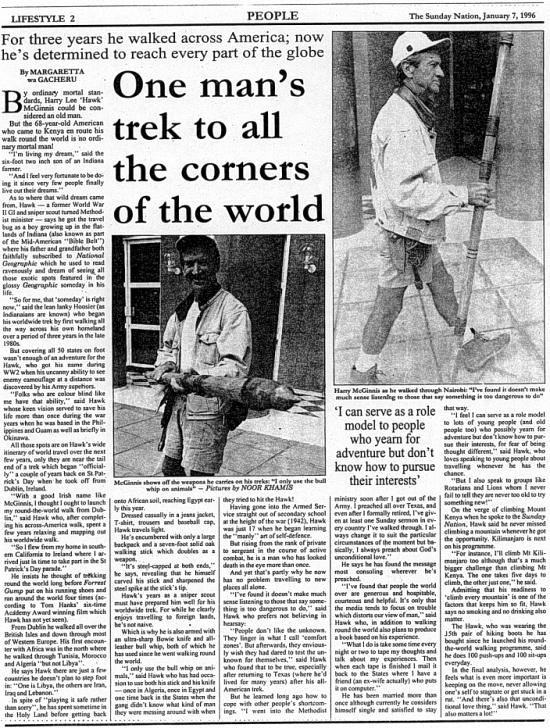 LIFESTYLE 2
PEOPLE
The Sunday Nation, January 7, 1996
For three years he walked across America; now
he's determined to reach every part of the globe
By MARGARETTA
wa GACHERU
One man's
trek to all
the corners
of the world
By ordinary mortal stan-
dards, Harry Lee 'Hawk'
McGinnis could be con-
sidered an old man.
But the 68-year-old American
who came to Kenya en route his
walk round the world is no ordi-
nary mortal man!
"I'm living my dream," said the
six-foot two inch son of an Indiana
farmer.
"And I feel very fortunate to be do-
ing it since very few people finally
live out their dreams."
As to where that wild dream came
from, Hawk — a former World War
II GI and sniper scout turned Method-
ist minister — says he got the travel
bug as a boy growing up in the flat-
lands of Indiana (also known as part
of the Mid-American "Bible Belt")
where his father and grandfather both
faithfully subscribed to National
Geographic which he used to read
ravenously and dream of seeing all
those exotic spots featured in the
glossy Geographic someday in his
life.
"So for me, that 'someday' is right
now," said the lean lanky Hoosier (as
Indianaians are known) who began
his worldwide trek by first walking all
the way across his own homeland
over a period of three years in the late
1980s.
But covering all 50 states on foot
wasn't enough of an adventure for the
Hawk, who got his name during
WW2 when his uncanny ability to see
enemy camouflage at a distance was
discovered by his Army superiors.
"Folks who are colour blind like
me have that ability," said Hawk
whose keen vision served to save his
life more than once during the war
years when he was based in the Phil-
ippines and Guam as well as briefly in
Okinawa.
All those spots are on Hawk's wide
itinerary of world travel over the next
few years, only they are near the tail
end of a trek which began "official-
ly" a couple of years back on St Pat-
rick's Day when he took off from
Dublin, Ireland.
"With a good Irish name like
McGinnis, I thought I ought to launch
my round-the-world walk from Dub-
lin," said Hawk who, after complet-
ing his across-America walk, spent a
few years relaxing and mapping out
his worldwide walk.
"So I flew from my home in south-
ern California to Ireland where I ar-
rived just in time to take part in the St
Patrick's Day parade."
He insists he thought of trekking
round the world long before Forrest
Gump put on his running shoes and
ran around the world four times (ac-
cording to Tom Hanks' six-time
Academy Award winning film which
Hawk has not yet seen).
From Dublin he walked all over the
British Isles and down through most
of Western Europe. His first encoun-
ter with Africa was in the north where
he walked through Tunisia, Morocco
and Algeria "but not Libya".
He says Hawk there are just a few
countries he doesn't plan to step foot
in: "One is Libya, the others are Iran,
Iraq and Lebanon."
In spite of "playing is safe rather
than sorry", he has spent sometime in
the Holy Land before getting back
McGinnis shows off the weapons he carries on his trek: "I only use the bull
whip on animals" – Pictures by NOOR KHAMIS
onto African soil, reaching Egypt ear-
ly this year.
Dressed casually in a jeans jacket,
T-shirt, trousers and baseball cap,
Hawk travels light.
He's encumbered with only a large
backpack and a seven-foot solid oak
walking stick which doubles as a
weapon.
"It's steel-capped at both ends,"
he says, revealing that he himself
carved his stick and sharpened the
steel spike at the stick's tip.
Hawk's years as a sniper scout
must have prepared him well for his
worldwide trek. For while he clearly
enjoys travelling to foreign lands,
he's not naive.
Which is why he is also armed with
an ultra-sharp Bowie knife and all-
leather bull whip, both of which he
has used since he went walking round
the world.
"I only use the bull whip on ani-
mals," said Hawk who has had occa-
sion to use both his stick and his knife
— once in Algeria, once in Egypt and
one time back in the States when the
gang didn't know what kind of man
they were messing around with when
they tried to hit the Hawk!
Having gone into the Armed Ser-
vice straight out of secondary school
at the height of the war (1942), Hawk
was just 17 when he began learning
the "manly" art of self-defence.
But rising from the rank of private
to sergeant in the course of active
combat, he is a man who has looked
death in the eye more than once.
And yet that's partly why he now
has no problem travelling to new
places all alone.
"I've found it doesn't make much
sense listening to those that say some-
thing is too dangerous to do," said
Hawk who prefers not believing in
hearsay:
"People don't like the unknown.
They linger in what I call 'comfort
zones'. But afterwards, they envious-
ly wish they had dared to test the un-
known for themselves," said Hawk
who found that to be true, especially
after returning to Texas (where he'd
lived for many years) after his all-
American trek.
But he learned long ago how to
cope with other people's shortcom-
ings. "I went into the Methodist
Harry McGinnis as he walked through Nairobi: "I've found it doesn't make
much sense listening to those that say something is too dangerous to do"
'I can serve as a role
model to people
who yearn for
adventure but don't
know how to pursue
their interests'
ministry soon after I got out of the
Army. I preached all over Texas, and
even after I formally retired, I've giv-
en at least one Sunday sermon in ev-
ery country I've walked through. I al-
ways change it to suit the particular
circumstances of the moment but ba-
sically, I always preach about God's
unconditional love."
He says he has found the message
most consoling wherever he's
preached.
"I've found that people the world
over are generous and hospitable,
courteous and helpful. It's only that
the media tends to focus on trouble
which distorts our view of man," said
Hawk who, in addition to walking
round the world also plans to produce
a book based on his experience.
"What I do is take some time every
night or two to tape my thoughts and
talk about my experiences. Then
when each tape is finished I mail it
back to the States where I have a
friend (an ex-wife actually) who puts
it on computer."
He has been married more than
once although currently he considers
himself single and satisfied to stay
that way.
"I feel I can serve as a role model
to lots of young people (and old
people too) who possibly yearn for
adventure but don't know how to pur-
sue their interests, for fear of being
thought different," said Hawk, who
loves speaking to young people about
travelling whenever he has the
chance.
"But I also speak to groups like
Rotarians and Lions whom I never
fail to tell they are never too old to try
something new!"
On the verge of climbing Mount
Kenya when he spoke to the Sunday
Nation, Hawk said he never missed
climbing a mountain whenever he got
the opportunity. Kilimanjaro is next
on his programme.
"For instance, I'll climb Mt Kili-
manjaro too although that's a much
bigger challenge than climbing Mt
Kenya. The one takes five days to
climb, the other just one," he said.
Admitting that his readiness to
'climb every mountain' is one of the
factors that keeps him so fit, Hawk
says no smoking and no drinking also
matter.
The Hawk, who was wearing the
15th pair of hiking boots he has
bought since he launched his round-
the-world walking programme, said
he does 100 push-ups and 100 sit-ups
everyday.
In the final analysis, however, he
feels what is even more important is
keeping on the move, never allowing
one's self to stagnate or get stuck in a
rut. "And there's also that uncondi-
tional love thing," said Hawk. "That
also matters a lot!"